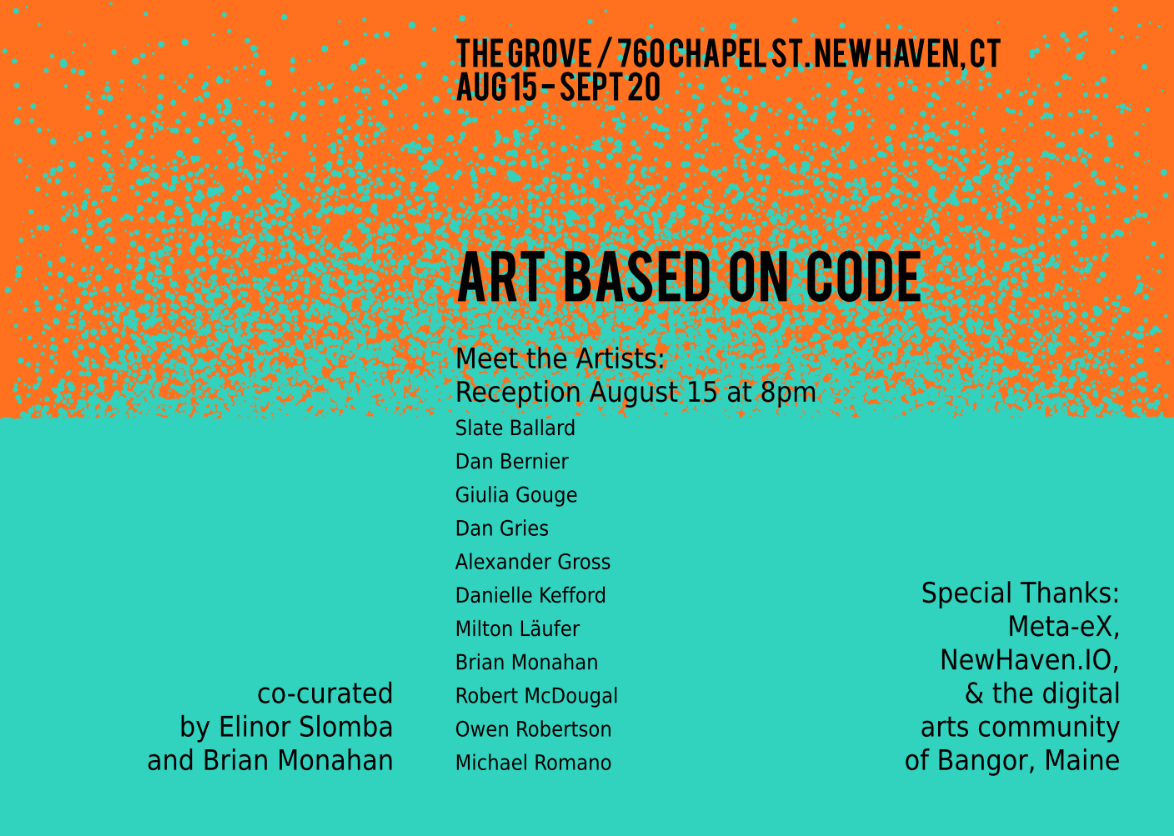 THE GROVE / 760 CHAPEL ST. NEW HAVEN, CT
AUG 15 – SEPT 20
ART BASED ON CODE
Meet the Artists:
Reception August 15 at 8pm
Slate Ballard
Dan Bernier
Giulia Gouge
Dan Gries
Alexander Gross
Danielle Kefford
Milton Läufer
Brian Monahan
Robert McDougal
Owen Robertson
Michael Romano
co-curated
by Elinor Slomba
and Brian Monahan
Special Thanks:
Meta-eX,
NewHaven.IO,
& the digital
arts community
of Bangor, Maine